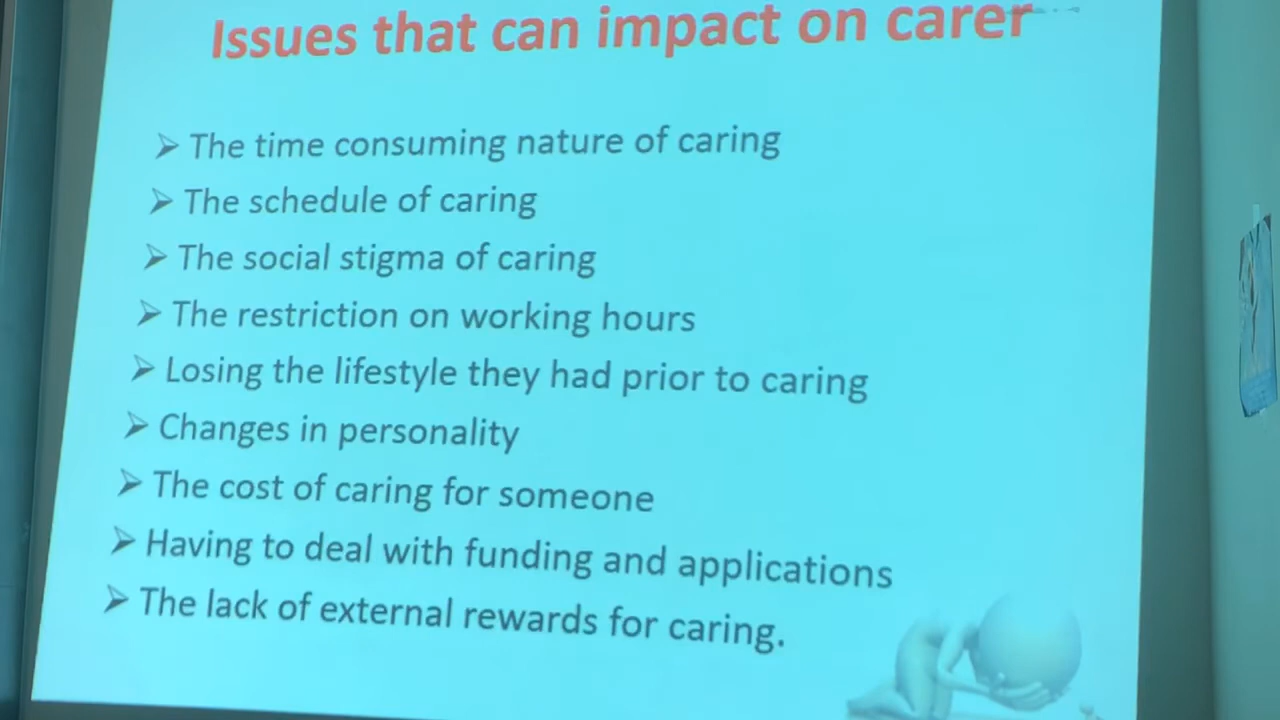 Issues that can impact on carer
The time consuming nature of caring
The schedule of caring
The social stigma of caring
The restriction on working hours
Losing the lifestyle they had prior to caring
Changes in personality
The cost of caring for someone
Having to deal with funding and applications
The lack of external rewards for caring.